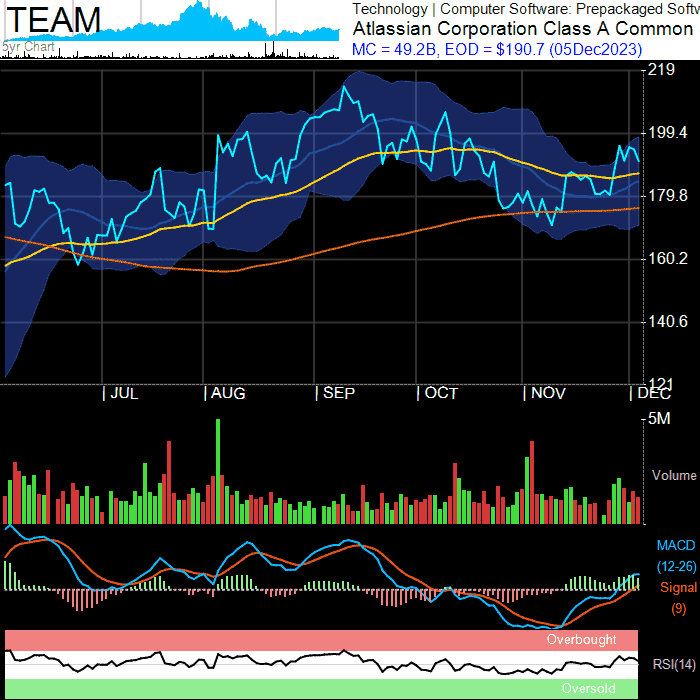 TEAM
5yr Chart
Technology | Computer Software: Prepackaged Softw
Atlassian Corporation Class A Common
MC = 49.2B, EOD = $190.7 (05Dec2023)
219
199.4
179.8
160.2
140.6
121
| JUL | AUG | SEP | OCT | NOV | DEC
5M
Volume
MACD
(12-26)
Signal
(9)
Overbought
RSI(14)
Oversold